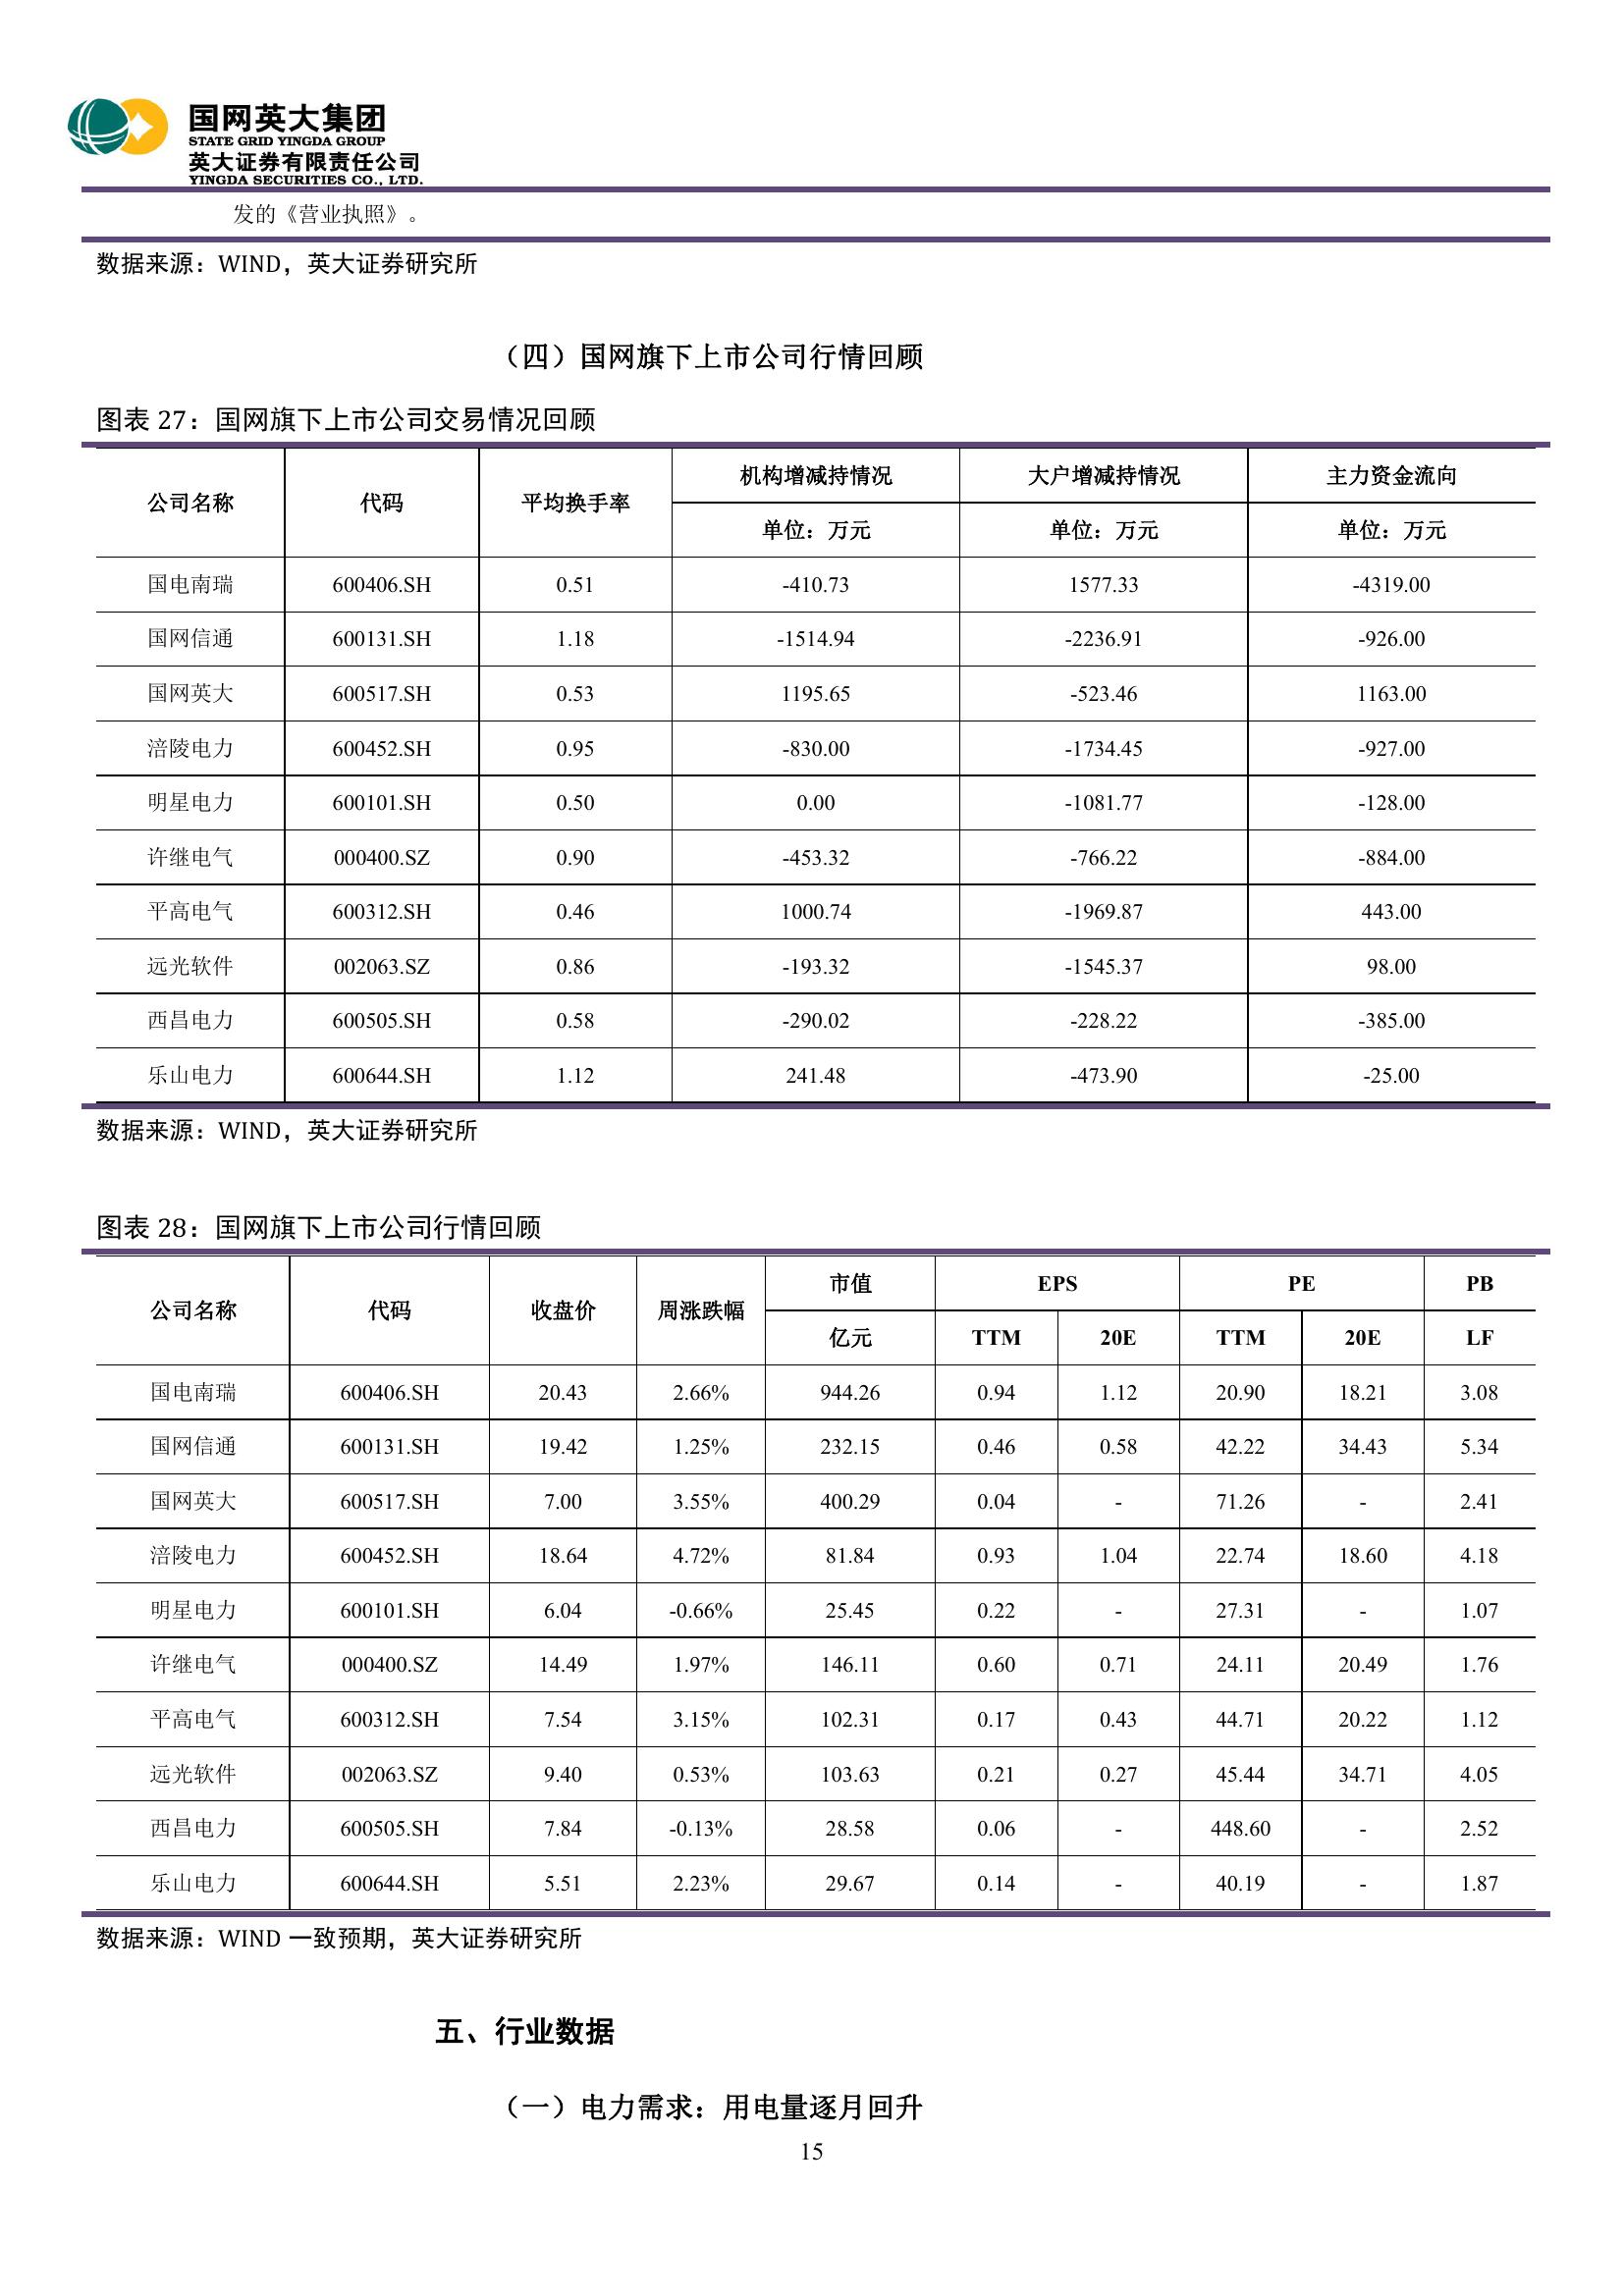 国网英大集团
STATE GRID YINGDA GROUP
英大证券有限责任公司
YINGDA SECURITIES CO., LTD.
发的《营业执照》。
数据来源：WIND，英大证券研究所
（四）国网旗下上市公司行情回顾
图表 27：国网旗下上市公司交易情况回顾
公司名称 代码 平均换手率 机构增减持情况 大户增减持情况 主力资金流向
单位：万元 单位：万元 单位：万元
国电南瑞 600406.SH 0.51 -410.73 1577.33 -4319.00
国网信通 600131.SH 1.18 -1514.94 -2236.91 -926.00
国网英大 600517.SH 0.53 1195.65 -523.46 1163.00
涪陵电力 600452.SH 0.95 -830.00 -1734.45 -927.00
明星电力 600101.SH 0.50 0.00 -1081.77 -128.00
许继电气 000400.SZ 0.90 -453.32 -766.22 -884.00
平高电气 600312.SH 0.46 1000.74 -1969.87 443.00
远光软件 002063.SZ 0.86 -193.32 -1545.37 98.00
西昌电力 600505.SH 0.58 -290.02 -228.22 -385.00
乐山电力 600644.SH 1.12 241.48 -473.90 -25.00
数据来源：WIND，英大证券研究所
图表 28：国网旗下上市公司行情回顾
公司名称 代码 收盘价 周涨跌幅 市值 EPS PE PB
亿元 TTM 20E TTM 20E LF
国电南瑞 600406.SH 20.43 2.66% 944.26 0.94 1.12 20.90 18.21 3.08
国网信通 600131.SH 19.42 1.25% 232.15 0.46 0.58 42.22 34.43 5.34
国网英大 600517.SH 7.00 3.55% 400.29 0.04 - 71.26 - 2.41
涪陵电力 600452.SH 18.64 4.72% 81.84 0.93 1.04 22.74 18.60 4.18
明星电力 600101.SH 6.04 -0.66% 25.45 0.22 - 27.31 - 1.07
许继电气 000400.SZ 14.49 1.97% 146.11 0.60 0.71 24.11 20.49 1.76
平高电气 600312.SH 7.54 3.15% 102.31 0.17 0.43 44.71 20.22 1.12
远光软件 002063.SZ 9.40 0.53% 103.63 0.21 0.27 45.44 34.71 4.05
西昌电力 600505.SH 7.84 -0.13% 28.58 0.06 - 448.60 - 2.52
乐山电力 600644.SH 5.51 2.23% 29.67 0.14 - 40.19 - 1.87
数据来源：WIND 一致预期，英大证券研究所
五、行业数据
（一）电力需求：用电量逐月回升
15